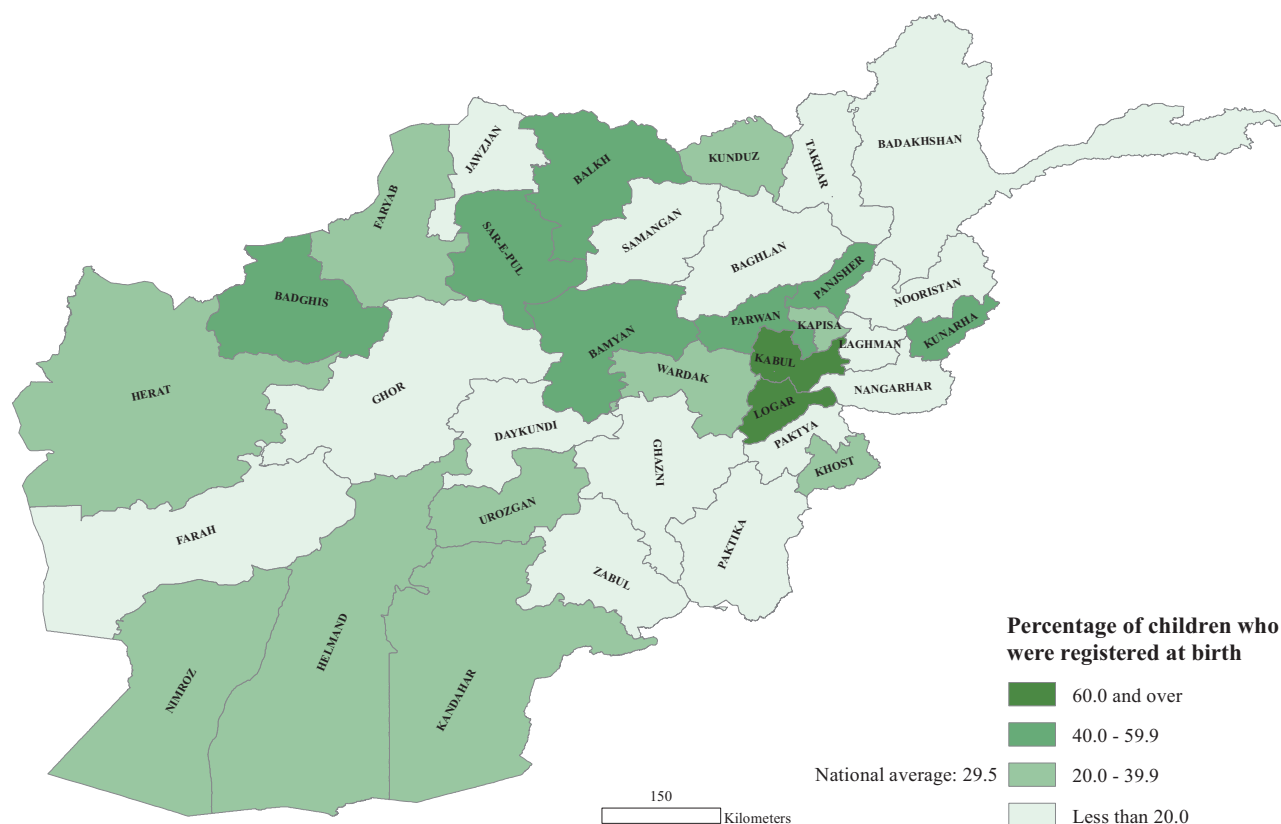 JAWZJAN
BALKH
KUNDUZ
TAKHAR
BADAKHSHAN
FARYAB
SAR-E-PUL
SAMANGAN
BAGHLAN
PANJSHER
NOORISTAN
BADGHIS
BAMYAN
PARWAN
KAPISA
KUNARHA
LAGHMAN
HERAT
GHOR
WARDAK
KABUL
NANGARHAR
LOGAR
DAYKUNDI
PAKTYA
GHAZNI
KHOST
UROZGAN
FARAH
PAKTIKA
ZABUL
HELMAND
NIMROZ
KANDAHAR
Percentage of children who
were registered at birth
60.0 and over
40.0 - 59.9
20.0 - 39.9
Less than 20.0
National average: 29.5
150
Kilometers